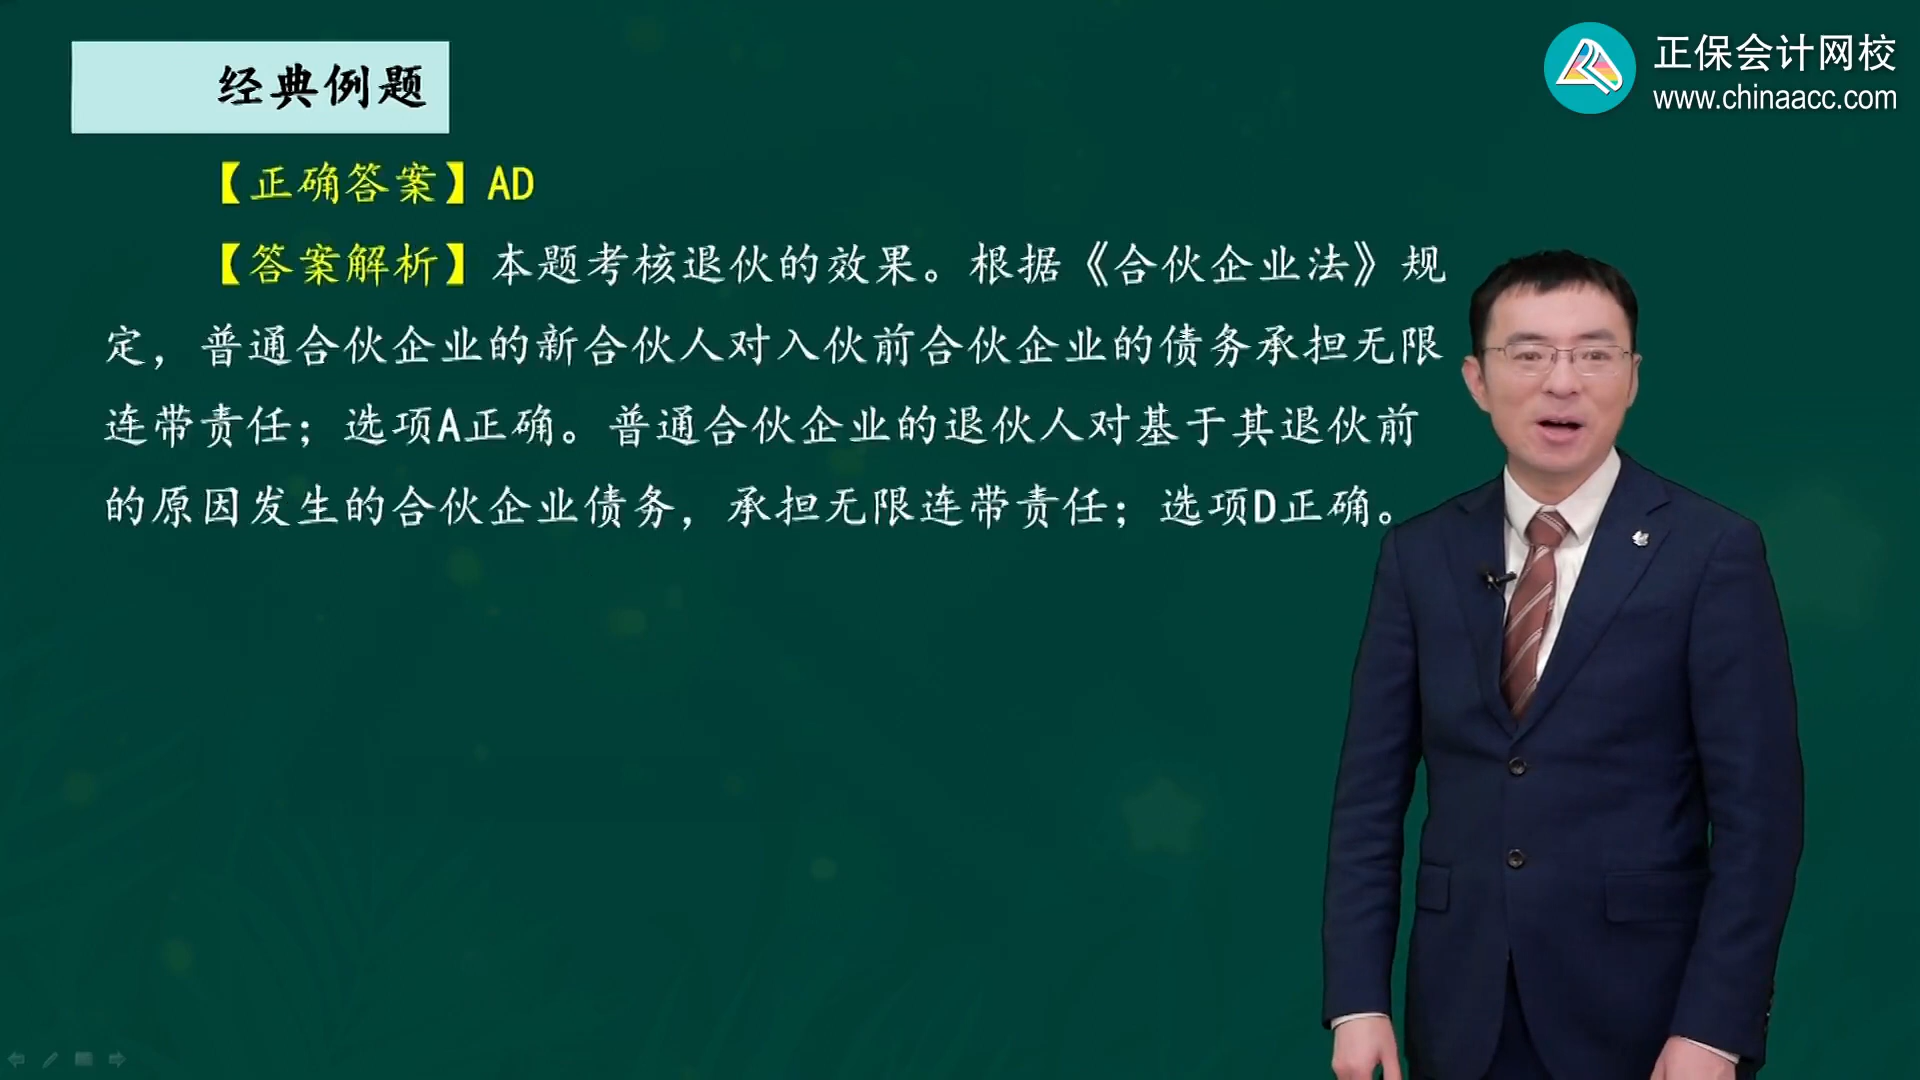 正保会计网校
www.chinaacc.com
经典例题
【正确答案】AD
【答案解析】本题考核退伙的效果。根据《合伙企业法》规
定，普通合伙企业的新合伙人对入伙前合伙企业的债务承担无限
连带责任；选项A正确。普通合伙企业的退伙人对基于其退伙前
的原因发生的合伙企业债务，承担无限连带责任；选项D正确。